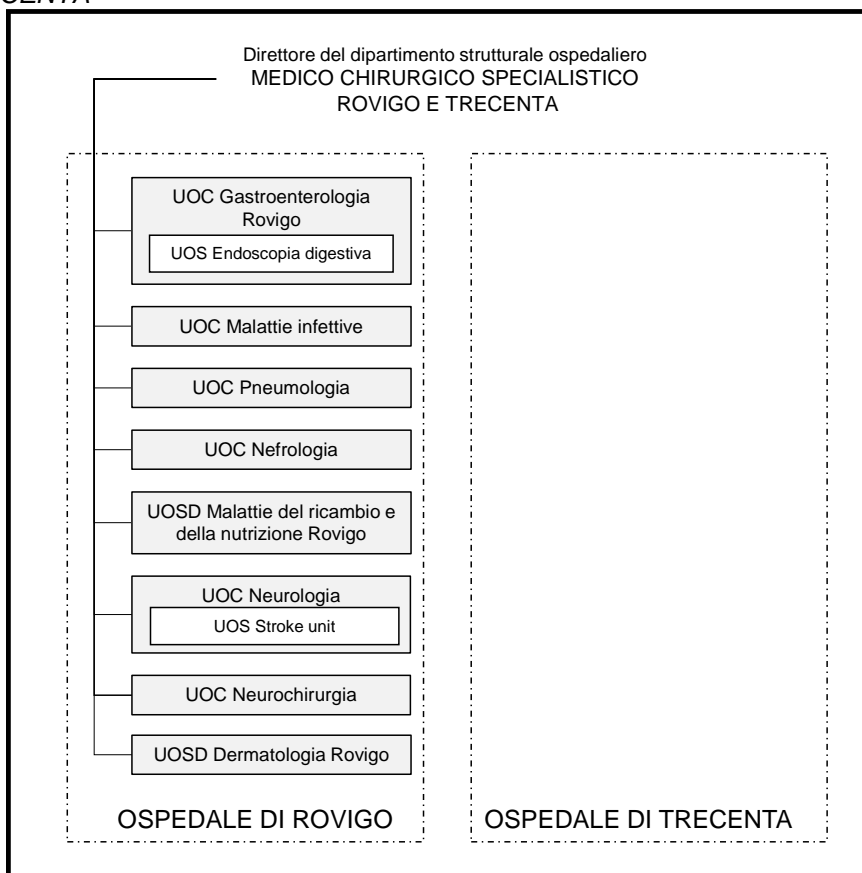 Direttore del dipartimento strutturale ospedaliero
MEDICO CHIRURGICO SPECIALISTICO
ROVIGO E TRECENTA
UOC Gastroenterologia
Rovigo
UOS Endoscopia digestiva
UOC Malattie infettive
UOC Pneumologia
UOC Nefrologia
UOSD Malattie del ricambio e
della nutrizione Rovigo
UOC Neurologia
UOS Stroke unit
UOC Neurochirurgia
UOSD Dermatologia Rovigo
OSPEDALE DI ROVIGO
OSPEDALE DI TRECENTA